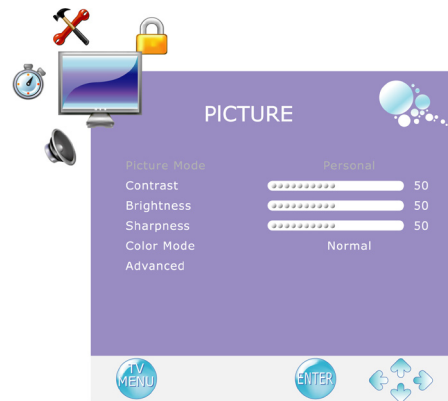 PICTURE
Picture Mode Personal
Contrast 50
Brightness 50
Sharpness 50
Color Mode Normal
Advanced
TV
MENU ENTER